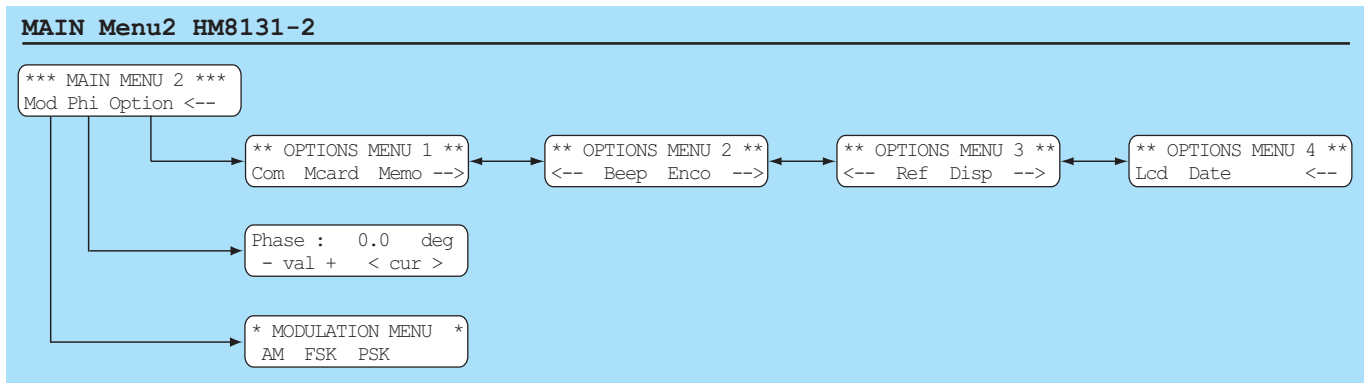 MAIN Menu2 HM8131-2
*** MAIN MENU 2 ***
Mod Phi Option <--
** OPTIONS MENU 1 **
Com Mcard Memo -->
** OPTIONS MENU 2 **
<-- Beep Enco -->
** OPTIONS MENU 3 **
<-- Ref Disp -->
** OPTIONS MENU 4 **
Lcd Date <--
Phase : 0.0 deg
- val + < cur >
* MODULATION MENU *
AM FSK PSK